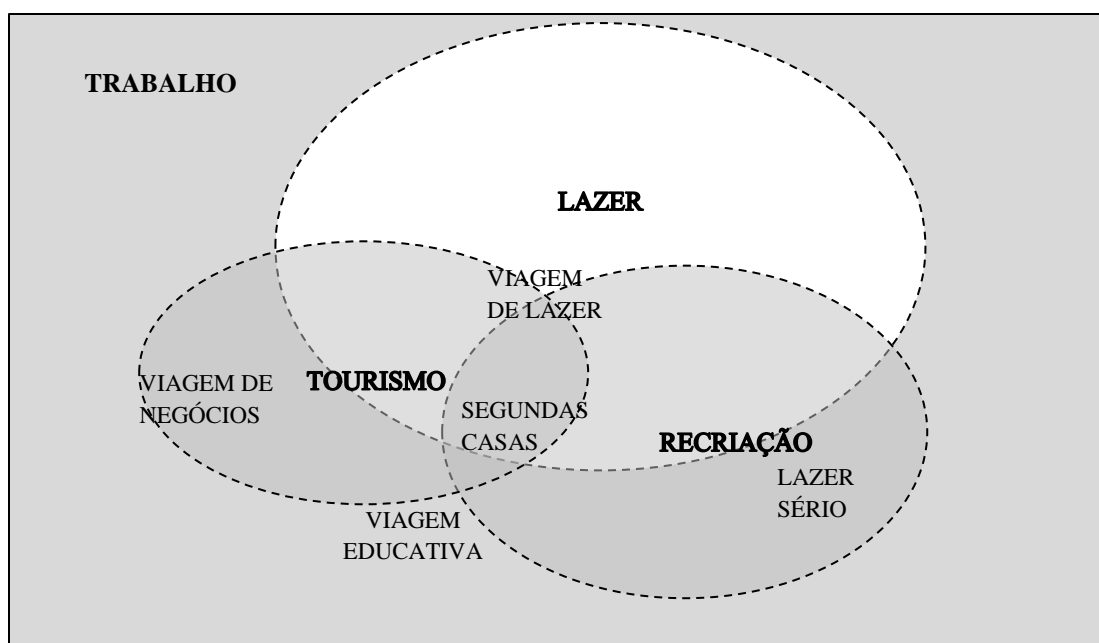 TRABALHO
LAZER
VIAGEM
DE LAZER
VIAGEM DE
NEGÓCIOS
TOURISMO
SEGUNDAS
CASAS
RECRIAÇÃO
LAZER
SÉRIO
VIAGEM
EDUCATIVA